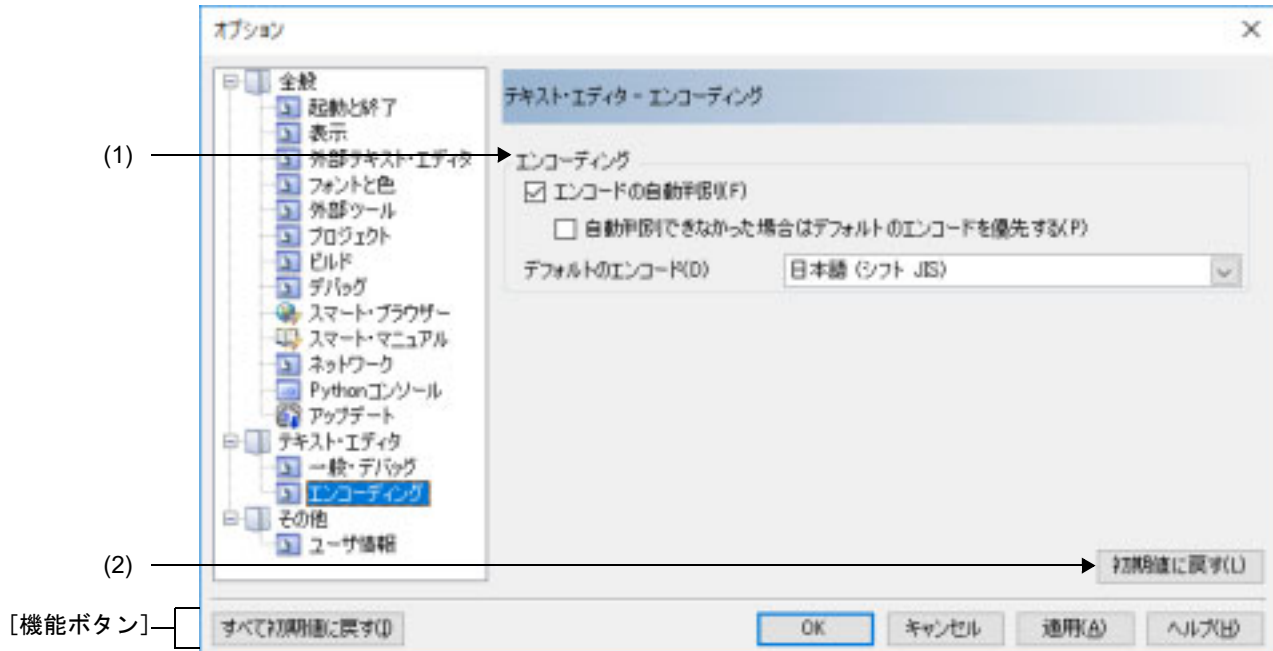 オプション
全般
起動と終了
表示
外部テキスト・エディタ
フォントと色
外部ツール
プロジェクト
ビルド
デバッグ
スマート・ブラウザー
スマート・マニュアル
ネットワーク
Pythonコンソール
アップデート
テキスト・エディタ
一般・デバッグ
エンコーディング
その他
ユーザ情報
テキスト・エディタ - エンコーディング
(1)
エンコーディング
エンコードの自動判別(F)
自動判別できなかった場合はデフォルトのエンコードを優先する(P)
デフォルトのエンコード(D) 日本語 (シフト JIS)
(2)
初期値に戻す(L)
[機能ボタン]
すべて初期値に戻す(I) OK キャンセル 適用(A) ヘルプ(H)